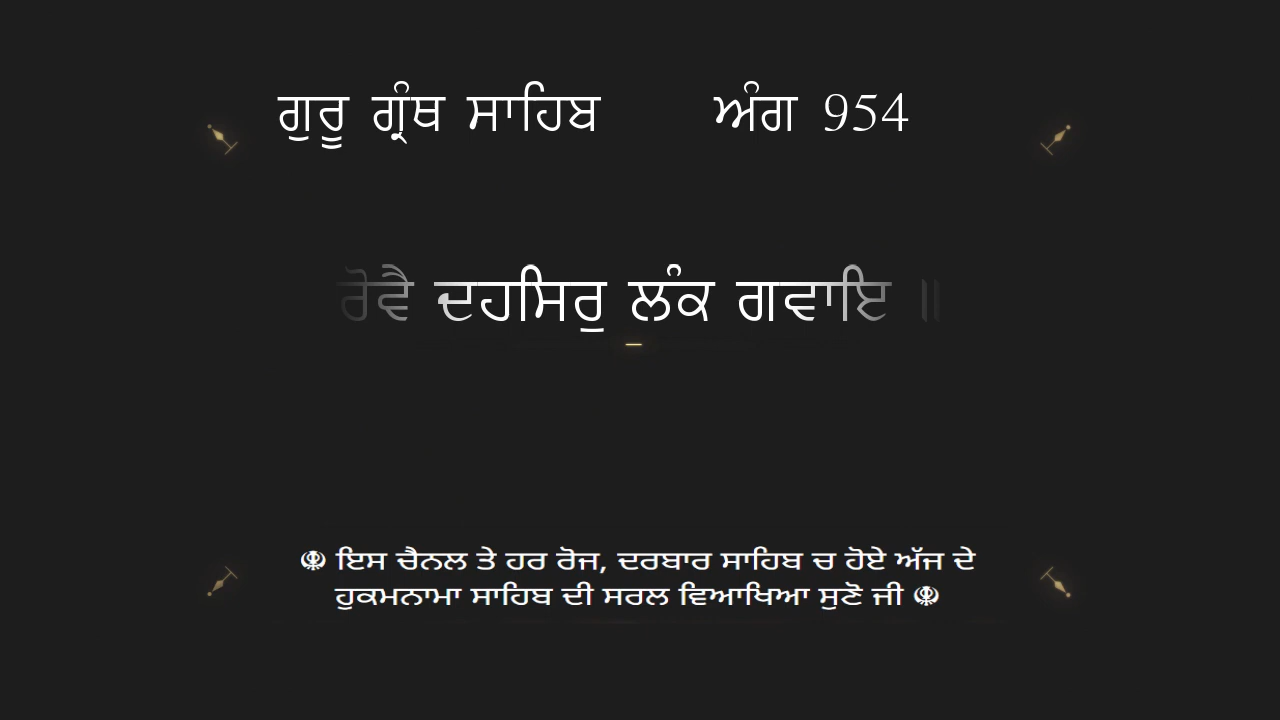 ਗੁਰੂ ਗ੍ਰੰਥ ਸਾਹਿਬ ਅੰਗ 954
ਰੋਵੈ ਦਹਸਿਰੁ ਲੰਕ ਗਵਾਇ ॥
☬ ਇਸ ਚੈਨਲ ਤੇ ਹਰ ਰੋਜ, ਦਰਬਾਰ ਸਾਹਿਬ ਚ ਹੋਏ ਅੱਜ ਦੇ
ਹੁਕਮਨਾਮਾ ਸਾਹਿਬ ਦੀ ਸਰਲ ਵਿਆਖਿਆ ਸੁਣੋ ਜੀ ☬